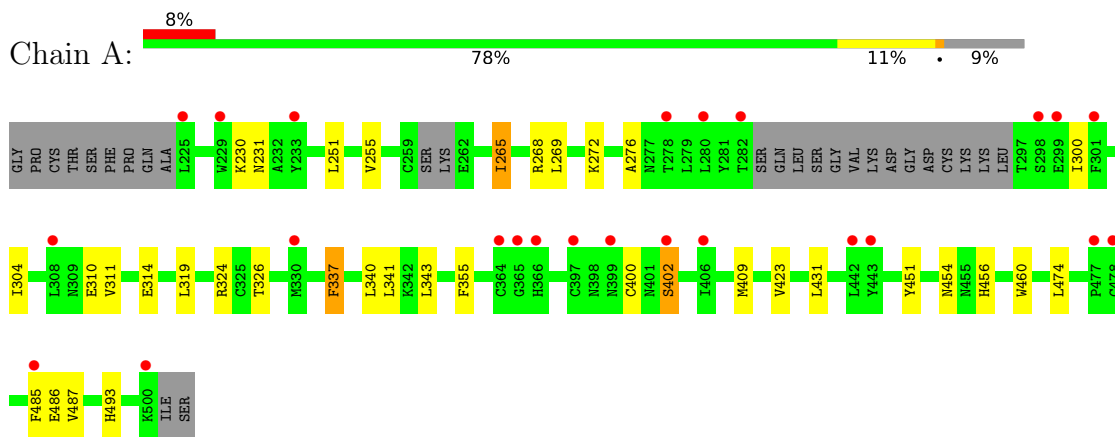 8%
Chain A:
78% 11% • 9%
GLY PRO CYS THR SER PHE PRO GLN ALA L225 W229 K230 N231 A232 Y233 L251 V255 C259 SER LYS E262 I265 R268 L269 K272 A276 N277 T278 L279 L280 Y281 T282 SER GLN LEU SER GLY VAL LYS ASP GLY ASP CYS LYS LYS LEU T297 S298 E299 I300 F301
I304 L308 N309 E310 V311 E314 L319 R324 C325 T326 M330 F337 L340 L341 K342 L343 F355 C364 G365 H366 C397 N398 N399 C400 N401 S402 I406 M409 V423 L431 L442 Y443 Y451 N454 N455 H456 W460 L474 P477
F485 E486 V487 H493 K500 ILE SER